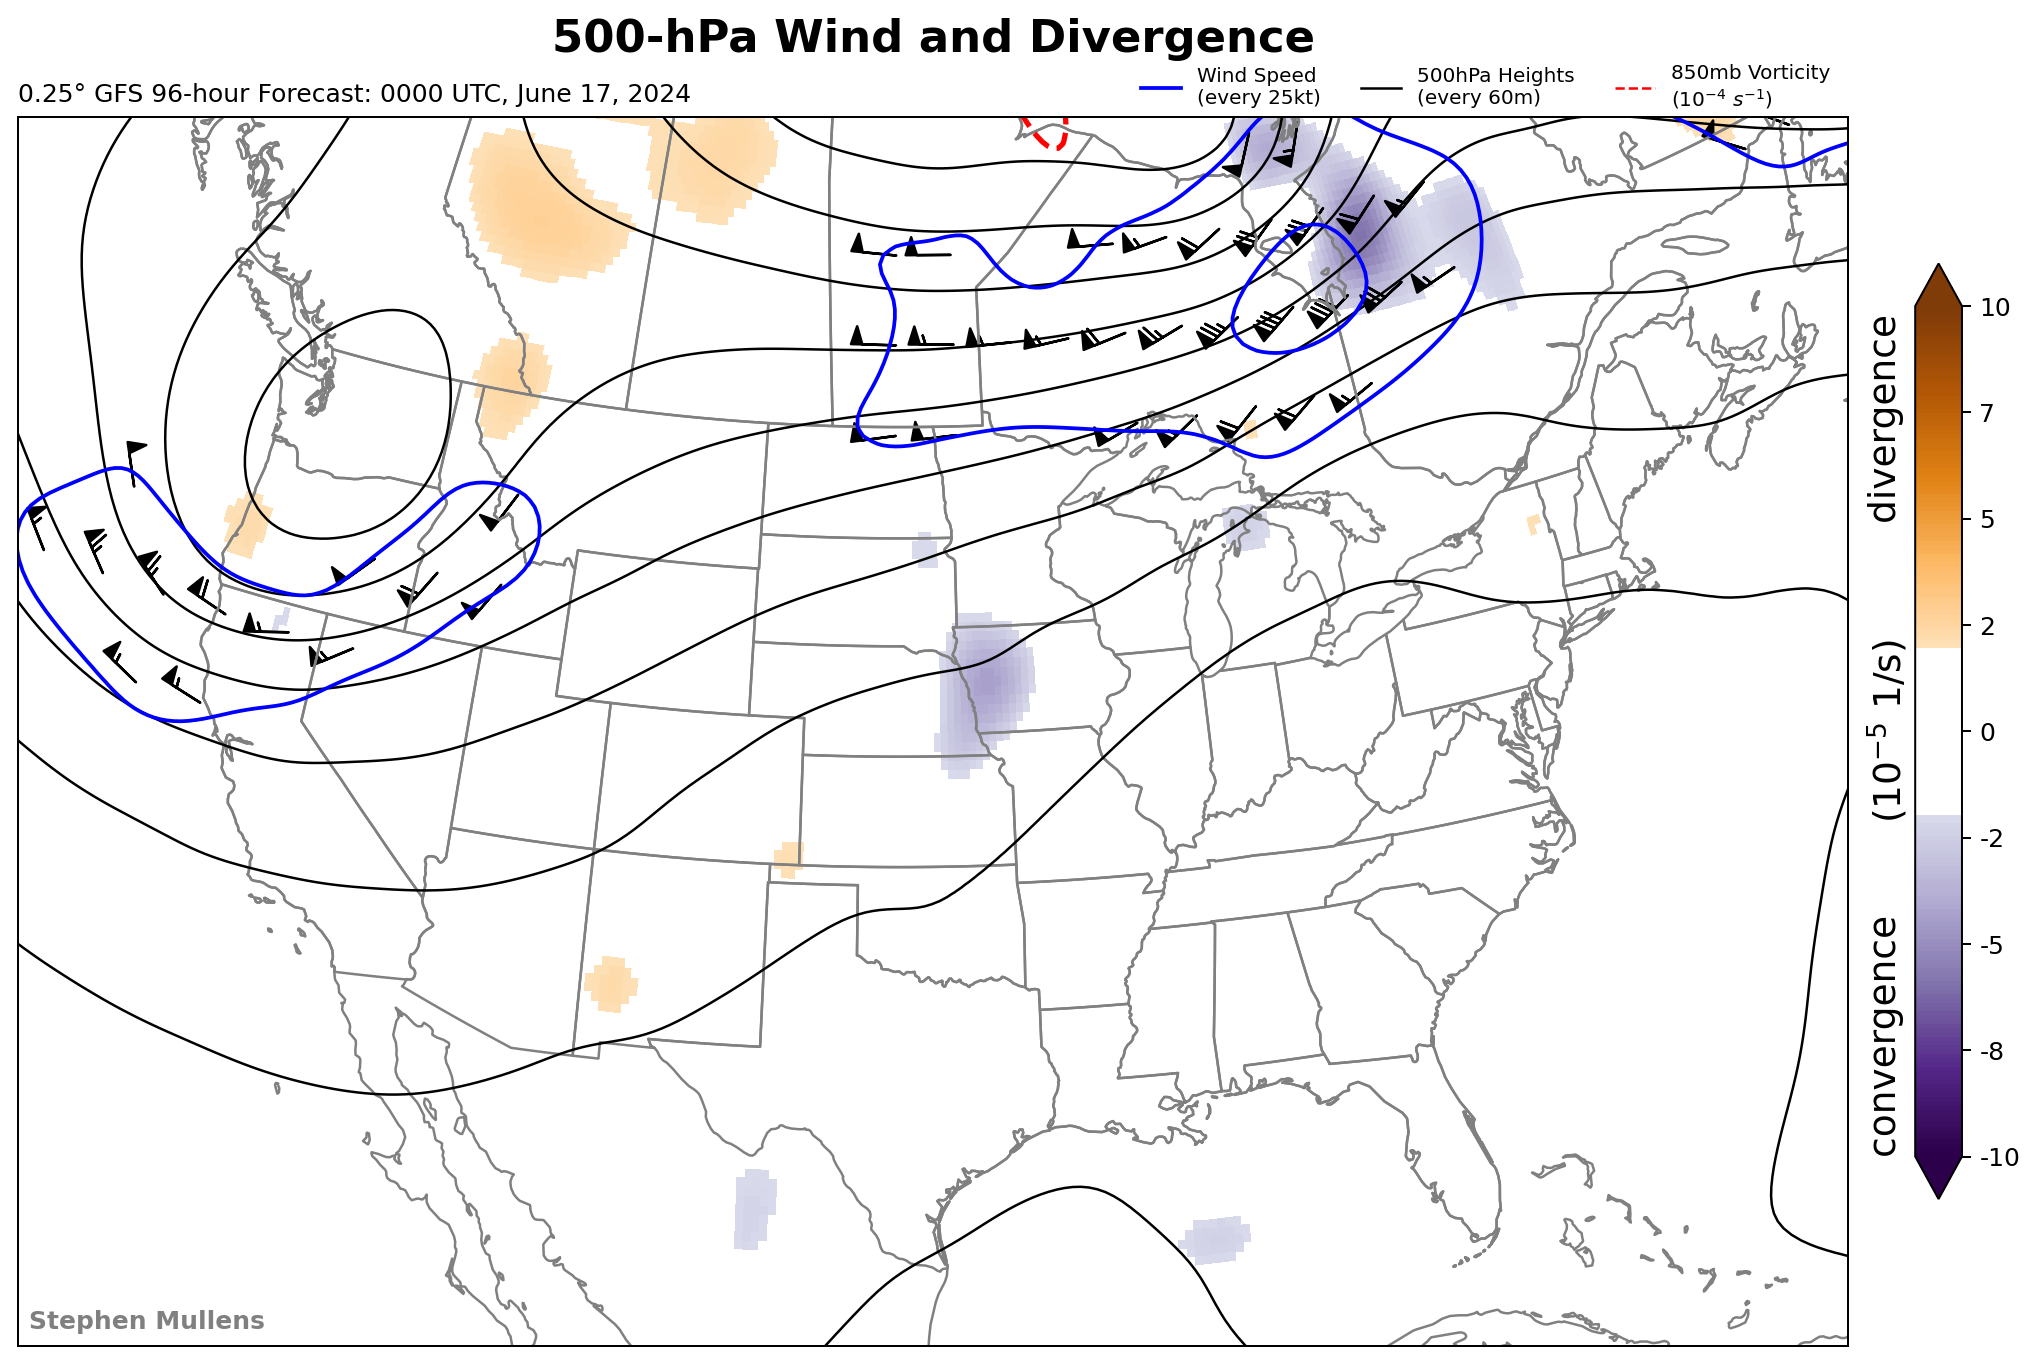 500-hPa Wind and Divergence
0.25° GFS 96-hour Forecast: 0000 UTC, June 17, 2024
Wind Speed
(every 25kt)
500hPa Heights
(every 60m)
850mb Vorticity
(10⁻⁴ s⁻¹)
10
7
5
2
0
-2
-5
-8
-10
convergence (10⁻⁵ 1/s) divergence
Stephen Mullens